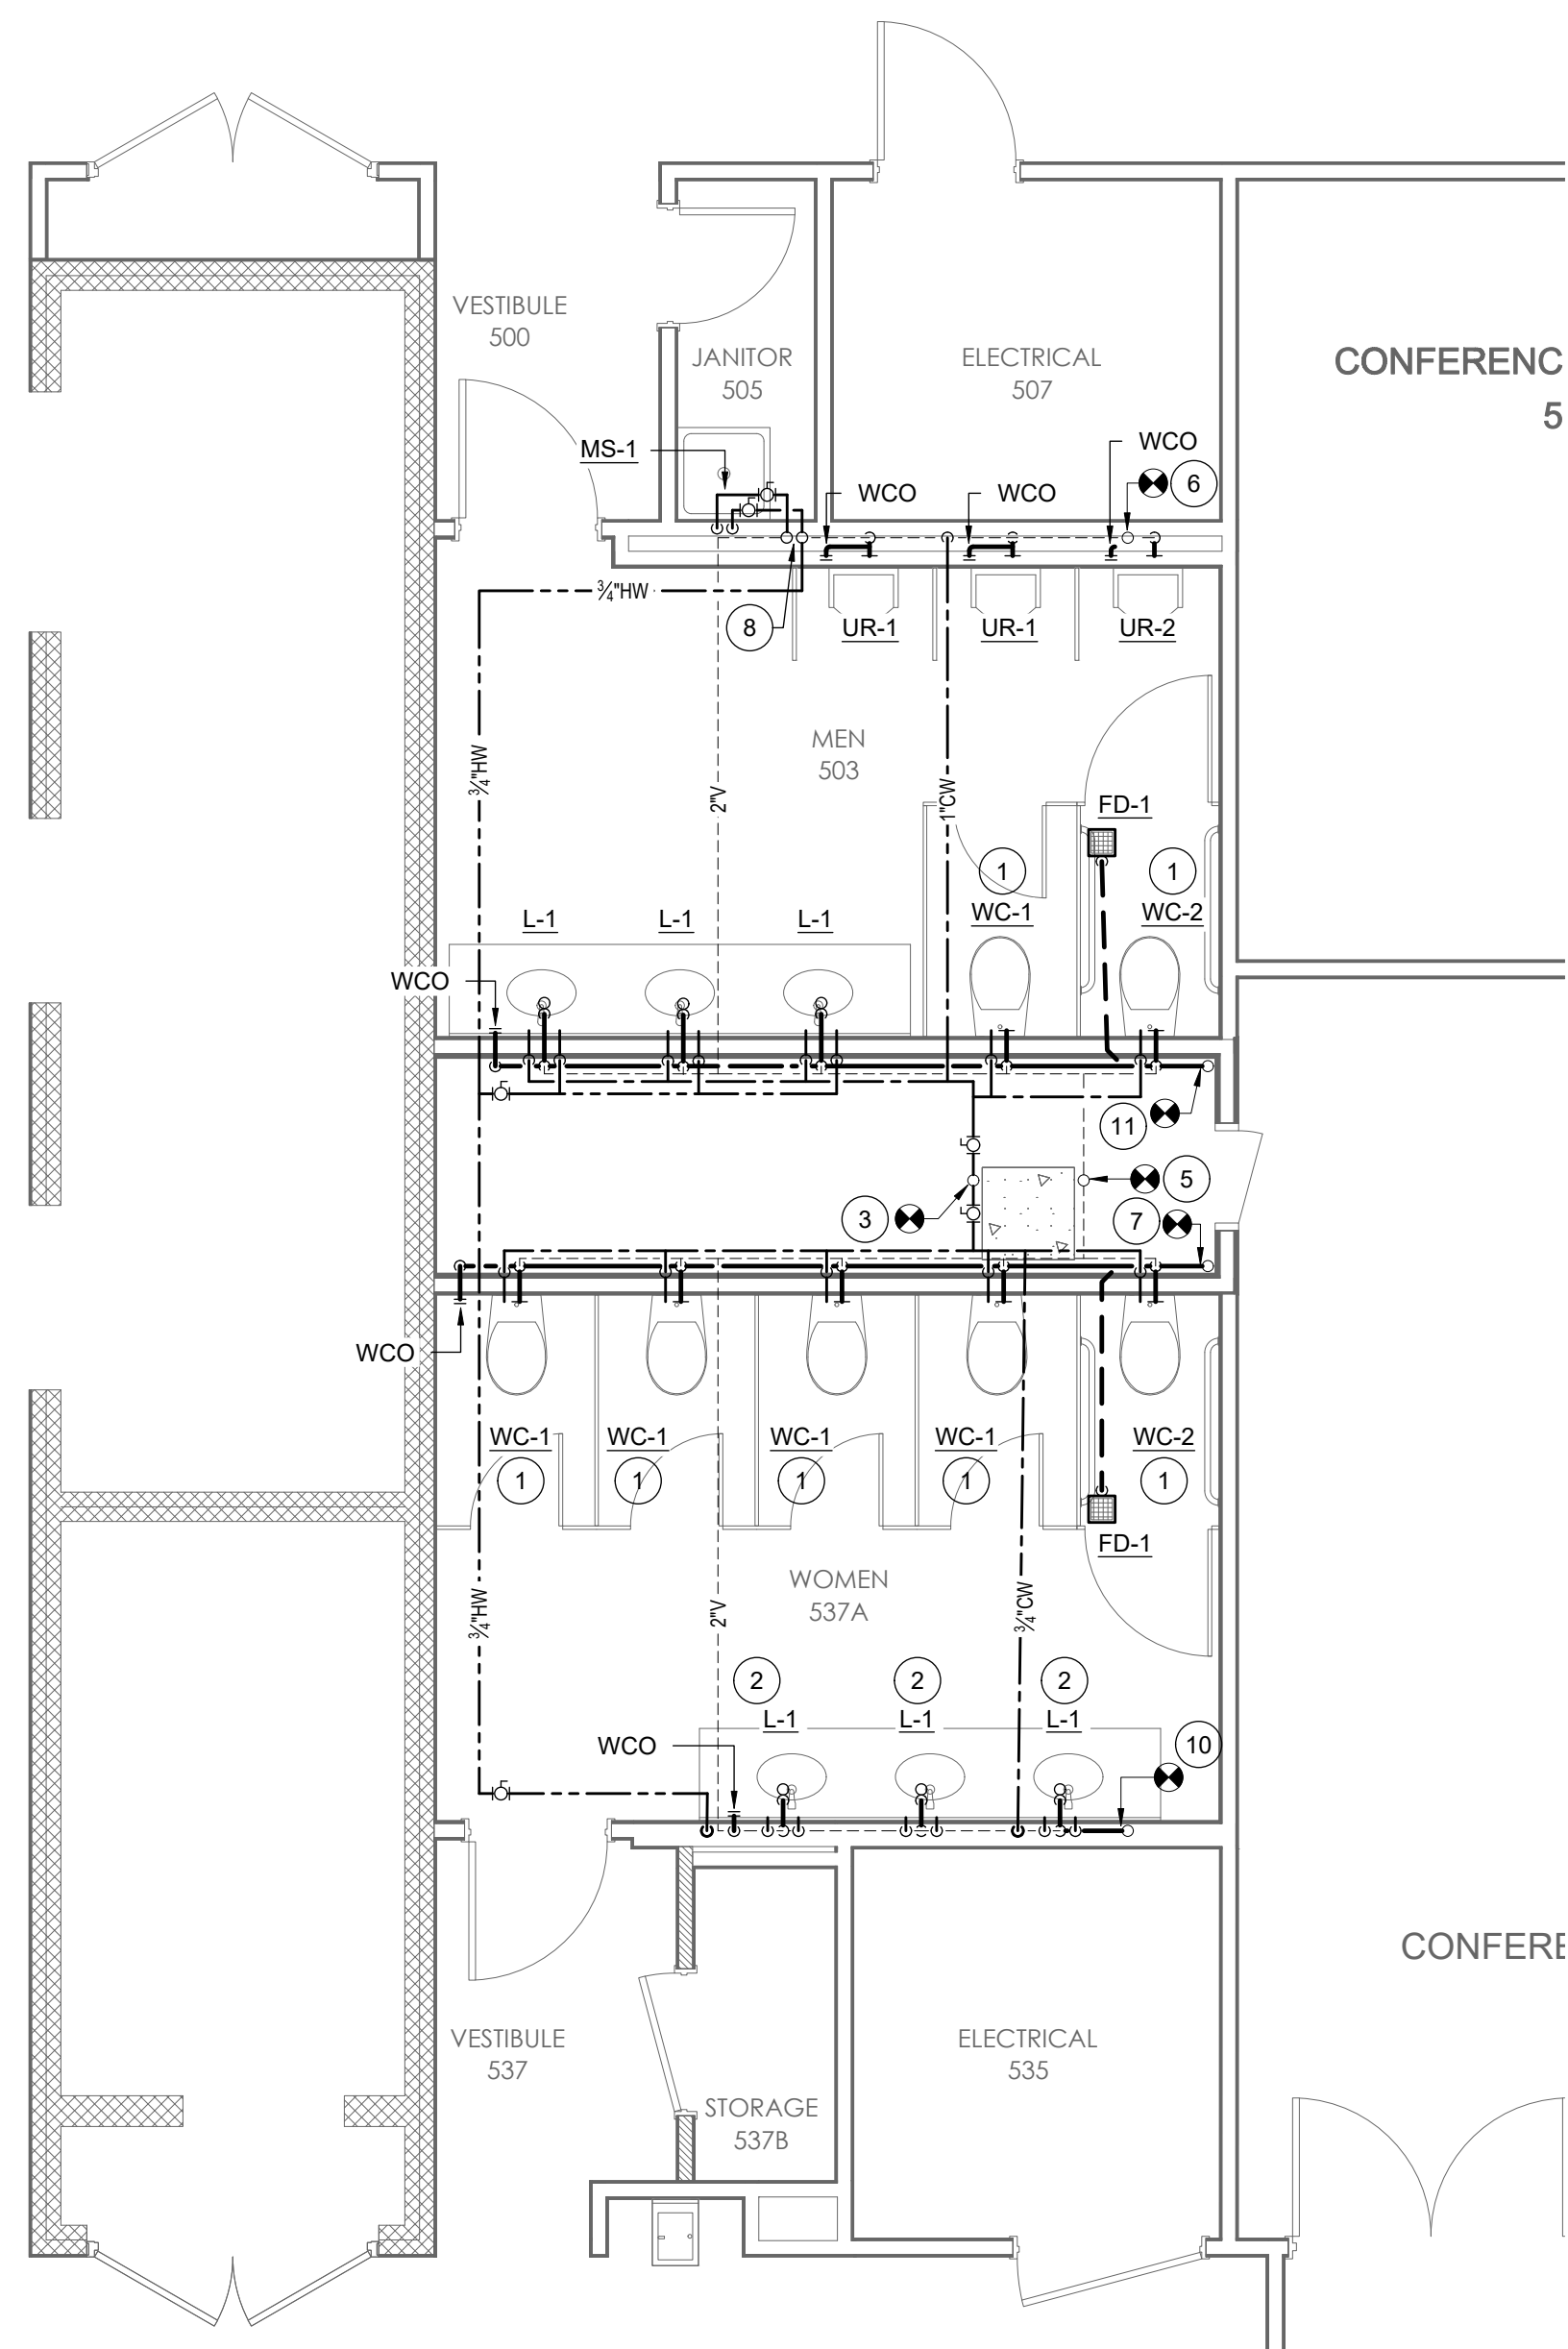 VESTIBULE
500
JANITOR
505
ELECTRICAL
507
CONFERENC
5
MS-1
WCO
WCO
WCO
6
¾"HW
8
UR-1
UR-1
UR-2
MEN
503
¾"HW
2"V
1"CW
FD-1
1
1
L-1
L-1
L-1
WC-1
WC-2
WCO
11
5
3
7
WCO
WC-1
WC-1
WC-1
WC-1
WC-2
1
1
1
1
1
FD-1
WOMEN
537A
¾"HW
2"V
¾"CW
2
2
2
L-1
L-1
L-1
WCO
10
CONFERE
VESTIBULE
537
ELECTRICAL
535
STORAGE
537B